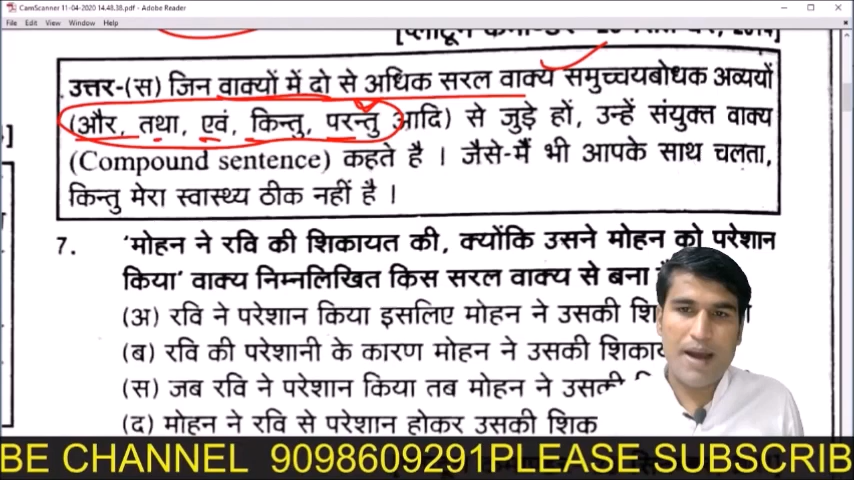 CamScanner 11-04-2020 14.48.38.pdf - Adobe Reader
File Edit View Window Help
उत्तर-(स) जिन वाक्यों में दो से अधिक सरल वाक्य समुच्चयबोधक अव्ययों
(और, तथा, एवं, किन्तु, परन्तु आदि) से जुड़े हों, उन्हें संयुक्त वाक्य
(Compound sentence) कहते है । जैसे-मैं भी आपके साथ चलता,
किन्तु मेरा स्वास्थ्य ठीक नहीं है ।
7. 'मोहन ने रवि की शिकायत की, क्योंकि उसने मोहन को परेशान
किया' वाक्य निम्नलिखित किस सरल वाक्य से बना
(अ) रवि ने परेशान किया इसलिए मोहन ने उसकी
(ब) रवि की परेशानी के कारण मोहन ने उसकी
(स) जब रवि ने परेशान किया तब मोहन ने उसकी
(द) मोहन ने रवि से परेशान होकर उसकी
BE CHANNEL 9098609291PLEASE SUBSCRIB